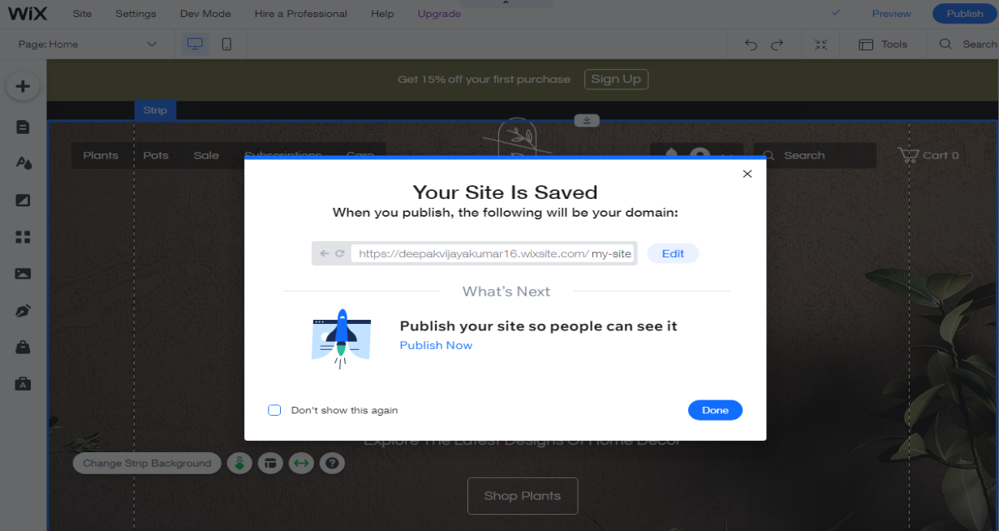 WIX Site Settings Dev Mode Hire a Professional Help Upgrade Preview Publish
Page: Home Tools Search
Get 15% off your first purchase Sign Up
Strip
Plants Pots Sale Subscriptions Care Search Cart 0
Your Site Is Saved
When you publish, the following will be your domain:
https://deepakvijayakumar16.wixsite.com/ my-site Edit
What's Next
Publish your site so people can see it
Publish Now
Don't show this again Done
Explore The Latest Designs Of Home Decor
Change Strip Background
Shop Plants